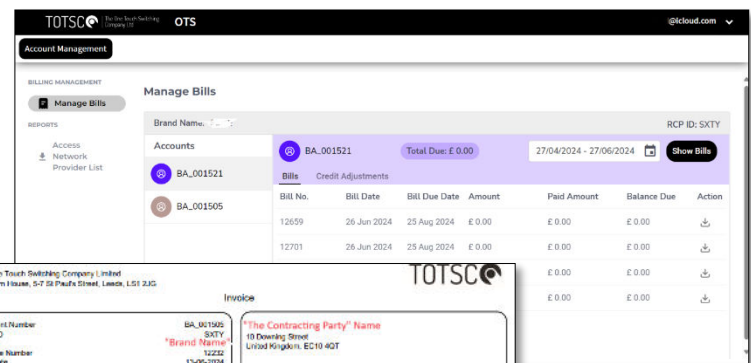 TOTSCO The One Touch Switching Company Ltd OTS @icloud.com
Account Management
BILLING MANAGEMENT
Manage Bills
REPORTS
Access Network Provider List
Manage Bills
Brand Name. RCP ID: SXTY
Accounts
BA_001521
BA_001505
BA_001521 Total Due: £ 0.00 27/04/2024 - 27/06/2024 Show Bills
Bills Credit Adjustments
Bill No. Bill Date Bill Due Date Amount Paid Amount Balance Due Action
12659 26 Jun 2024 25 Aug 2024 £ 0.00 £ 0.00 £ 0.00
12701 26 Jun 2024 25 Aug 2024 £ 0.00 £ 0.00 £ 0.00
£ 0.00 £ 0.00
£ 0.00 £ 0.00
Touch Switching Company Limited
House, 5-7 St Paul's Street, Leeds, LS1 2JG
TOTSCO
Invoice
nt Number BA_001505
SXTY
"Brand Name"
Number 12232
13-06-2024
"The Contracting Party" Name
10 Downing Street
United Kingdom, EC10 4QT